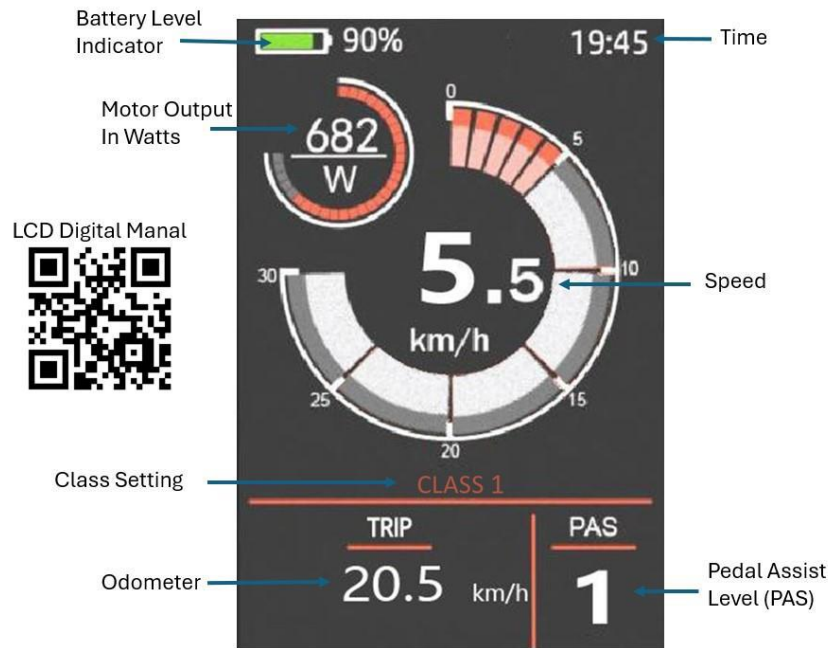 Battery Level
Indicator
90%
19:45
Time
Motor Output
In Watts
682
W
0
5
10
15
20
25
30
LCD Digital Manal
5.5
km/h
Speed
Class Setting
CLASS 1
TRIP
PAS
Odometer
20.5 km/h
1
Pedal Assist
Level (PAS)